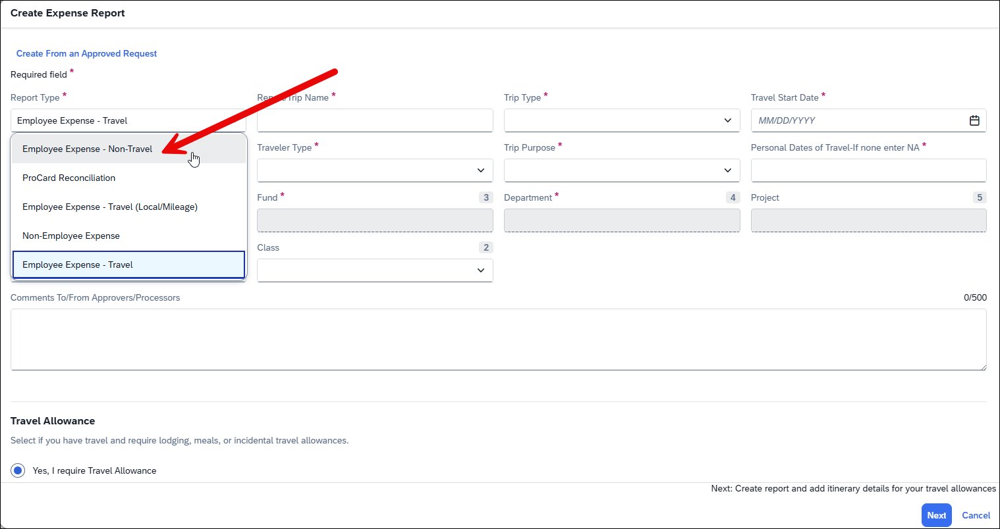 Create Expense Report
Create From an Approved Request
Required field *
Report Type *
Report/Trip Name *
Trip Type *
Travel Start Date *
Employee Expense - Travel
MM/DD/YYYY
Employee Expense - Non-Travel
ProCard Reconciliation
Employee Expense - Travel (Local/Mileage)
Non-Employee Expense
Employee Expense - Travel
Traveler Type *
Trip Purpose *
Personal Dates of Travel-If none enter NA *
Fund * 3
Department * 4
Project 5
Class 2
Comments To/From Approvers/Processors 0/500
Travel Allowance
Select if you have travel and require lodging, meals, or incidental travel allowances.
Yes, I require Travel Allowance
Next: Create report and add itinerary details for your travel allowances
Next Cancel